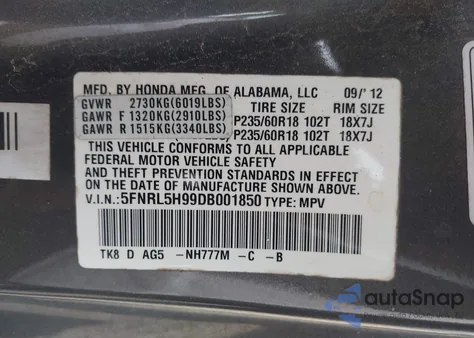 MFD. BY HONDA MFG. OF ALABAMA, LLC 09/' 12
GVWR 2730KG(6019LBS) TIRE SIZE RIM SIZE
GAWR F 1320KG(2910LBS) P235/60R18 102T 18X7J
GAWR R 1515KG(3340LBS) P235/60R18 102T 18X7J
THIS VEHICLE CONFORMS TO ALL APPLICABLE
FEDERAL MOTOR VEHICLE SAFETY
AND THEFT PREVENTION STANDARDS IN EFFECT
ON THE DATE OF MANUFACTURE SHOWN ABOVE.
V.I.N.:5FNRL5H99DB001850 TYPE: MPV
TK8 D AG5 -NH777M -C -B
autoSnap